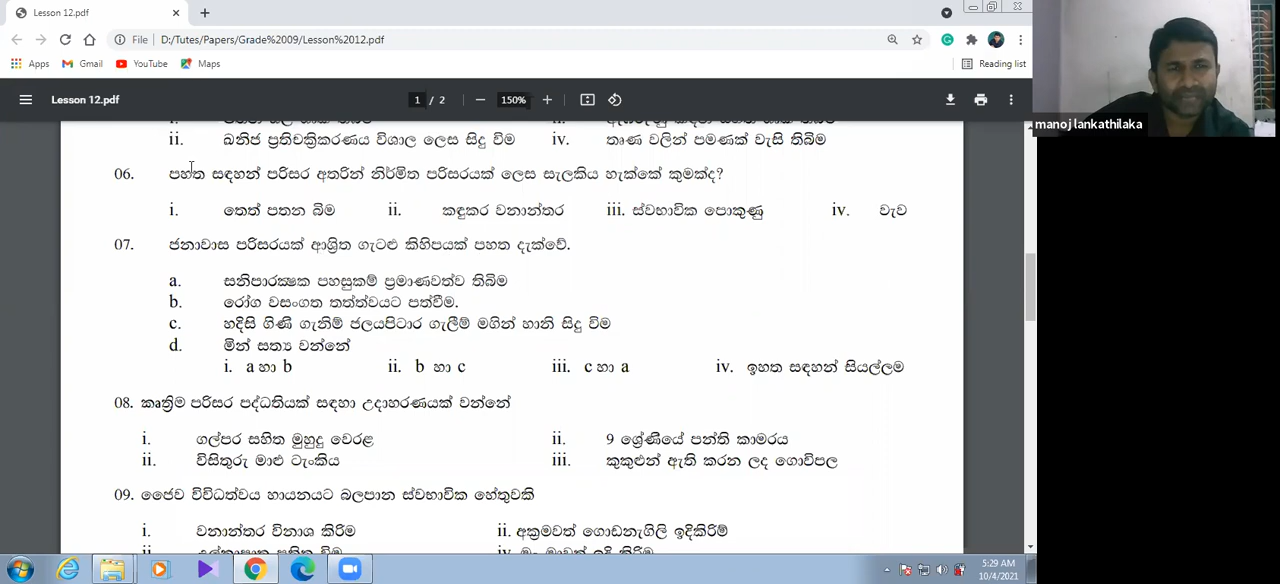 Lesson 12.pdf
File D:/Tutes/Papers/Grade%2009/Lesson%2012.pdf
Apps Gmail YouTube Maps Reading list
Lesson 12.pdf 1 / 2 150%
manoj lankathilaka
ii. ඛනිජ ප්‍රතිචක්‍රිකරණය විශාල ලෙස සිදු වීම iv. තෘණ වලින් පමණක් වැසි තිබීම
06. පහත සඳහන් පරිසර අතරින් නිර්මිත පරිසරයක් ලෙස සැලකිය හැක්කේ කුමක්ද?
i. තෙත් පතන බිම ii. කඳුකර වනාන්තර iii. ස්වභාවික පොකුණු iv. වැව
07. ජනාවාස පරිසරයක් ආශ්‍රිත ගැටළු කිහිපයක් පහත දැක්වේ.
a. සනීපාරක්ෂක පහසුකම් ප්‍රමාණවත්ව තිබීම
b. රෝග වසංගත තත්ත්වයට පත්වීම.
c. හදිසි ගිණි ගැනීම් ජලයපිටාර ගැලීම් මගින් හානි සිදු වීම
d. මින් සත්‍ය වන්නේ
i. a හා b ii. b හා c iii. c හා a iv. ඉහත සඳහන් සියල්ලම
08. කෘත්‍රිම පරිසර පද්ධතියක් සඳහා උදාහරණයක් වන්නේ
i. ගල්පර සහිත මුහුදු වෙරළ ii. 9 ශ්‍රේණියේ පන්ති කාමරය
ii. විසිතුරු මාළු ටැංකිය iii. කුකුළුන් ඇති කරන ලද ගොවිපල
09. ජෛව විවිධත්වය හායනයට බලපාන ස්වභාවික හේතුවකි
i. වනාන්තර විනාශ කිරීම ii. අක්‍රමවත් ගොඩනැගිලි ඉදිකිරීම්
5:29 AM
10/4/2021